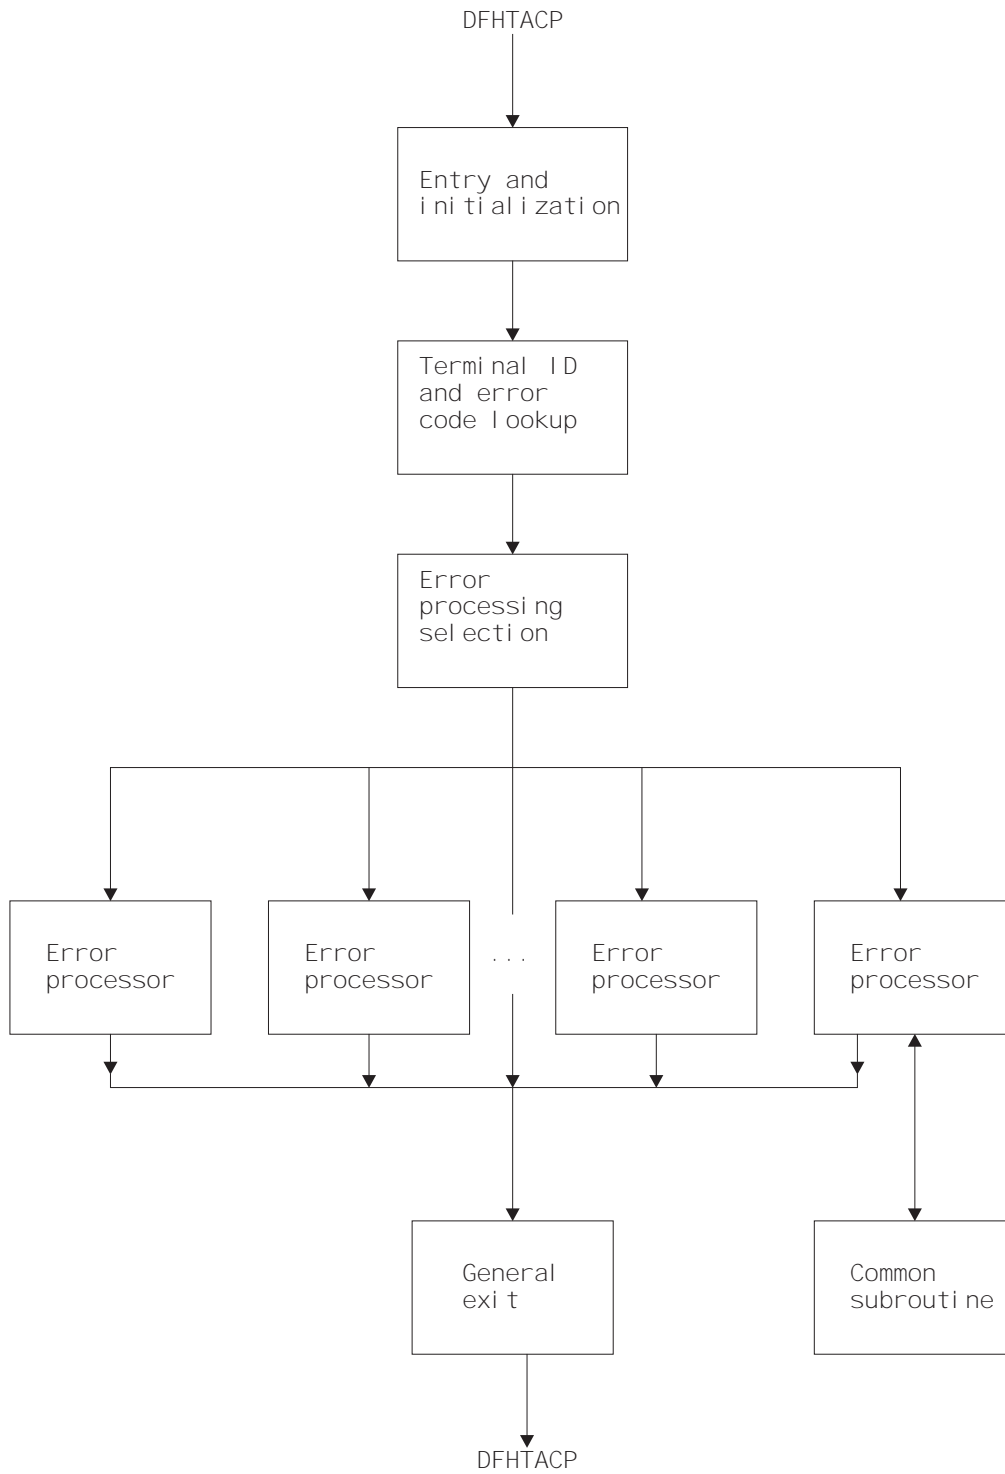 DFHTACP
Entry and
initialization
Terminal ID
and error
code lookup
Error
processing
selection
Error
processor
Error
processor
...
Error
processor
Error
processor
General
exit
Common
subroutine
DFHTACP